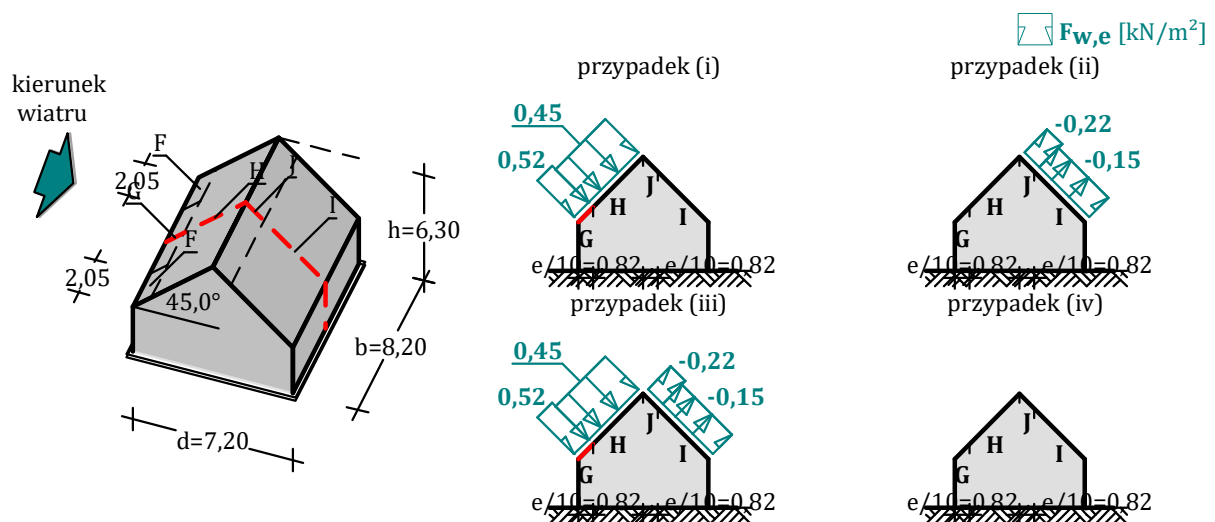 F_w,e [kN/m²]
kierunek
wiatru
F
2,05
G
H
J
F
I
2,05
45,0°
h=6,30
b=8,20
d=7,20
przypadek (i)
0,45
0,52
J
H
I
G
e/10=0,82 e/10=0,82
przypadek (ii)
-0,22
-0,15
J
H
I
G
e/10=0,82 e/10=0,82
przypadek (iii)
0,45
-0,22
0,52
-0,15
J
H
I
G
e/10=0,82 e/10=0,82
przypadek (iv)
J
H
I
G
e/10=0,82 e/10=0,82